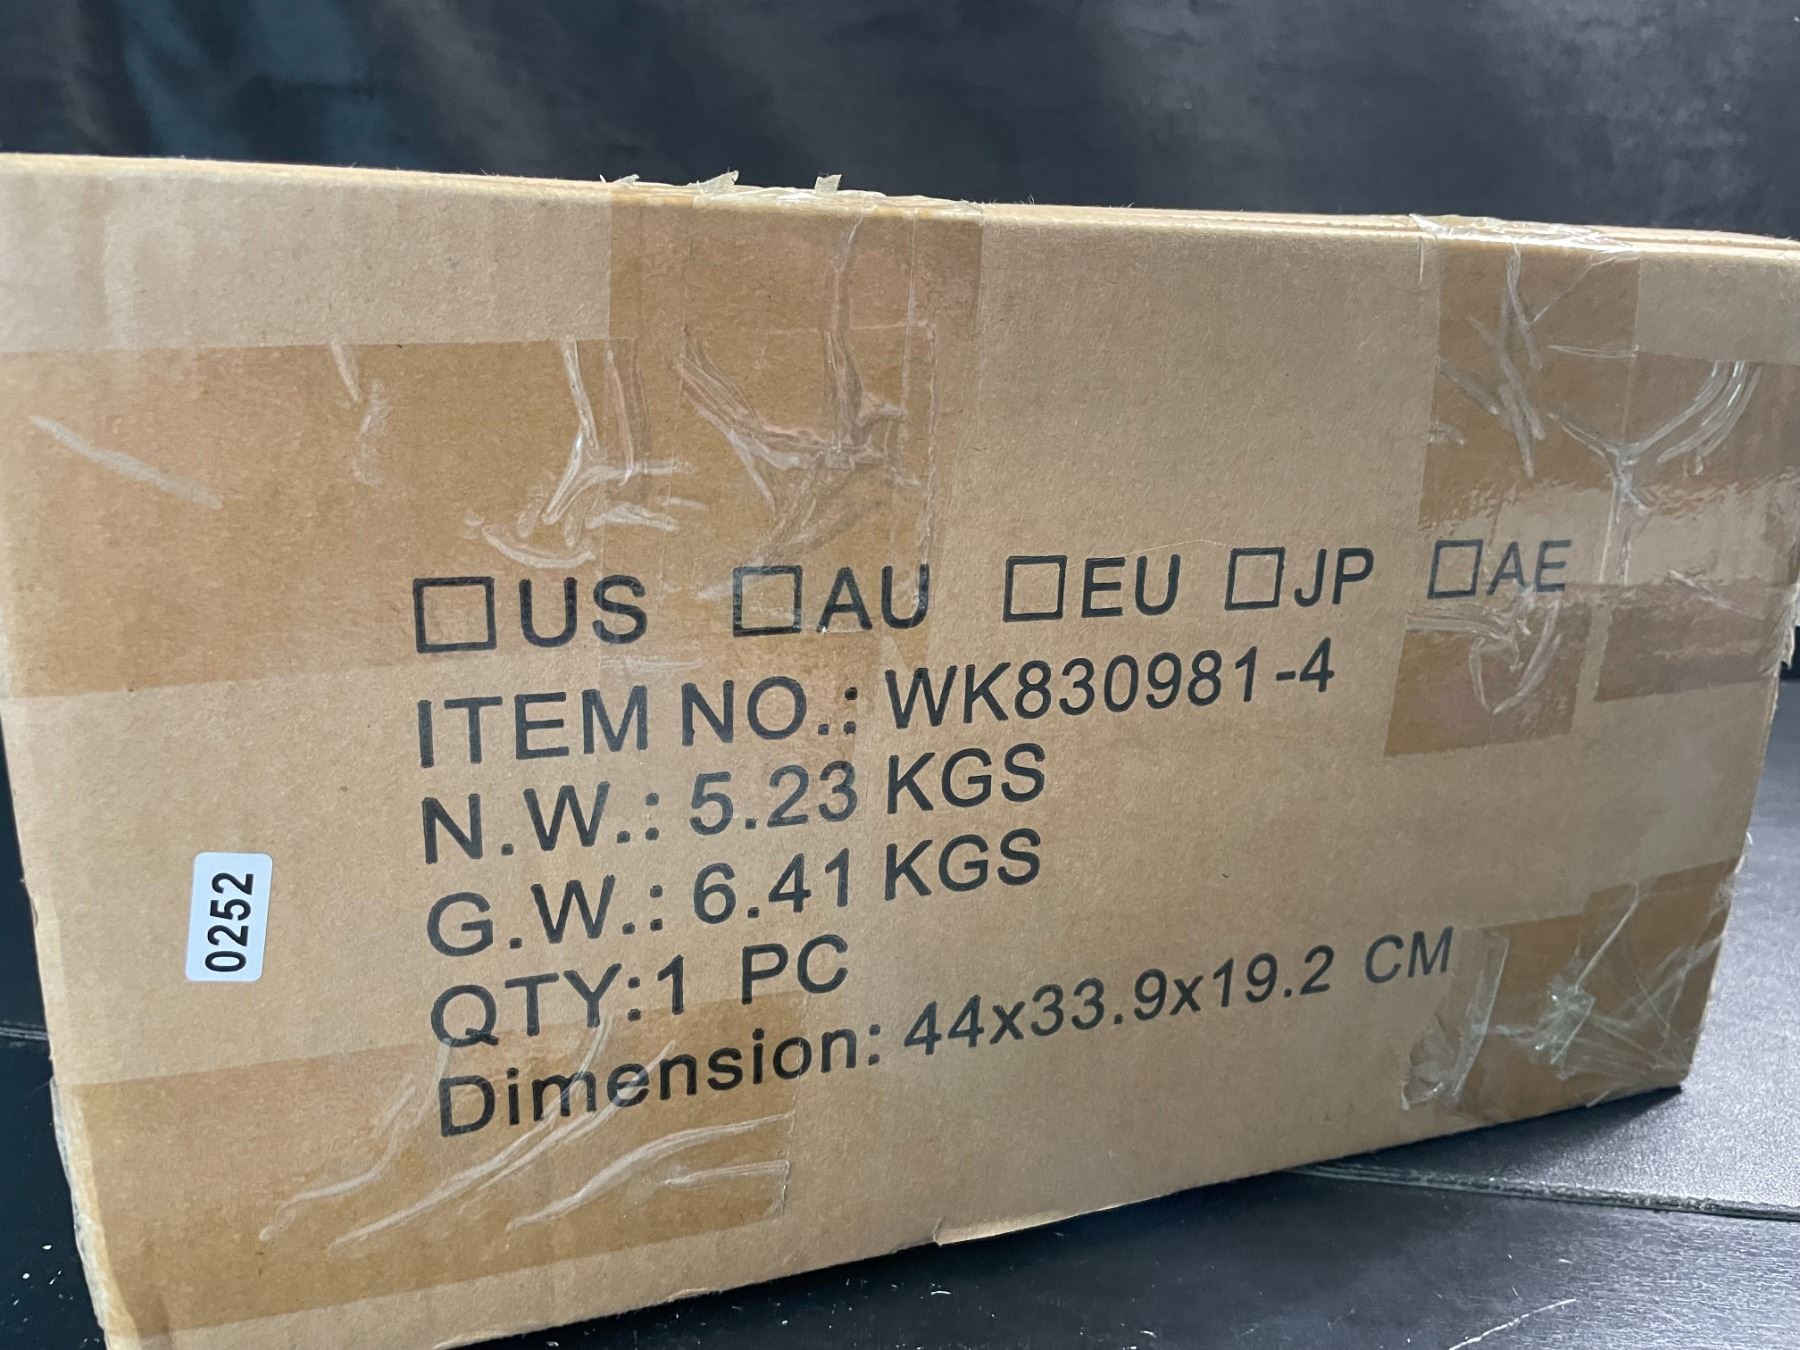 ☐US ☐AU ☐EU ☐JP ☐AE
ITEM NO.: WK830981-4
N.W.: 5.23 KGS
G.W.: 6.41 KGS
QTY:1 PC
Dimension: 44x33.9x19.2 CM
0252